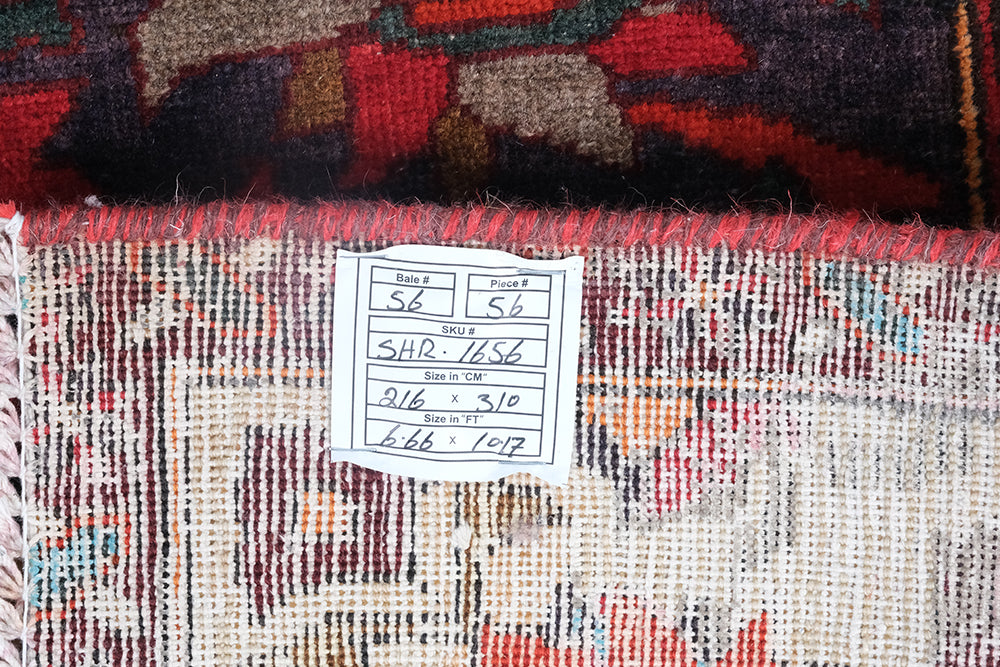 Bale # Piece #
56 56
SKU #
SHR. 1656
Size in "CM"
216 x 310
Size in "FT"
6.66 x 10.17